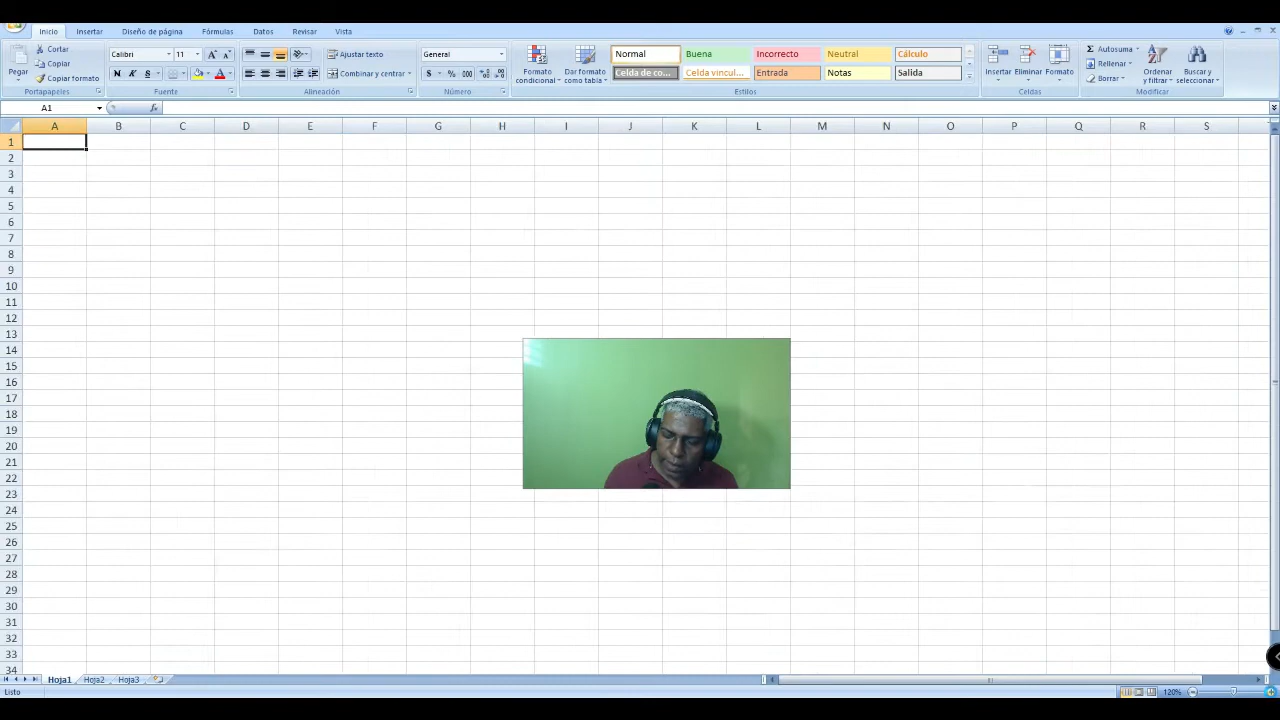 Inicio Insertar Diseño de página Fórmulas Datos Revisar Vista
Cortar
Copiar
Copiar formato
Pegar
Portapapeles
Calibri 11
N K S
Fuente
Ajustar texto
Combinar y centrar
Alineación
General
$ % 000
Número
Formato condicional
Dar formato como tabla
Normal Buena Incorrecto Neutral Cálculo
Celda de co... Celda vincul... Entrada Notas Salida
Estilos
Insertar Eliminar Formato
Celdas
Σ Autosuma
Rellenar
Borrar
Ordenar y filtrar
Buscar y seleccionar
Modificar
A1 fx
A B C D E F G H I J K L M N O P Q R S
1
2
3
4
5
6
7
8
9
10
11
12
13
14
15
16
17
18
19
20
21
22
23
24
25
26
27
28
29
30
31
32
33
34
Hoja1 Hoja2 Hoja3
Listo 120%